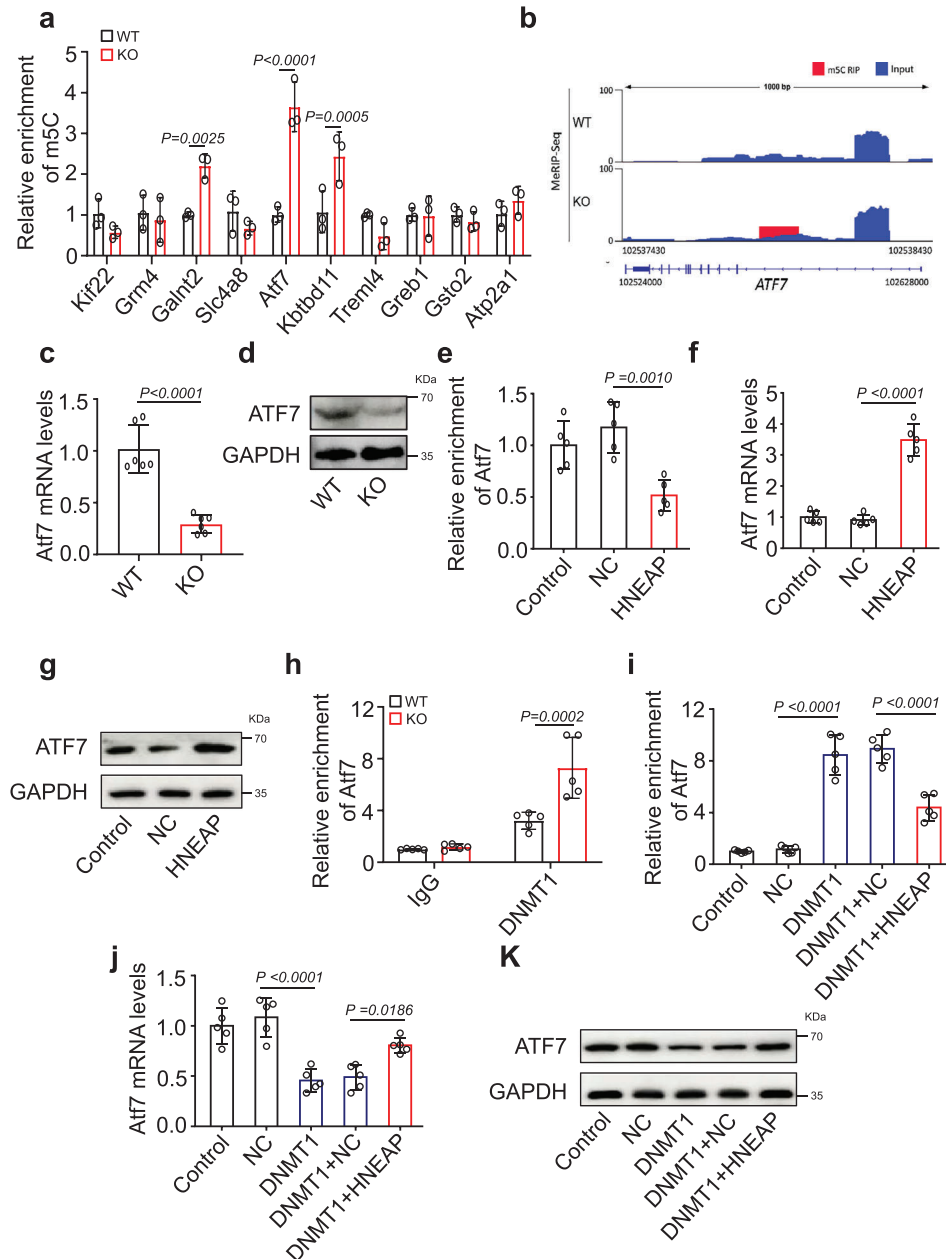 a
WT
KO
Relative enrichment
of m5C
5
4
3
2
1
0
P=0.0025
P<0.0001
P=0.0005
Kif22
Grm4
Galnt2
Slc4a8
Atf7
Kbtbd11
Treml4
Greb1
Gsto2
Atp2a1
b
m5C RIP
Input
1000 bp
MeRIP-Seq
100
WT
0
100
KO
0
102537430
102538430
102524000
ATF7
102628000
c
Atf7 mRNA levels
1.5
1.0
0.5
0.0
P<0.0001
WT
KO
d
KDa
ATF7
70
GAPDH
35
WT
KO
e
Relative enrichment
of Atf7
1.5
1.0
0.5
0.0
P =0.0010
Control
NC
HNEAP
f
Atf7 mRNA levels
5
4
3
2
1
0
P <0.0001
Control
NC
HNEAP
g
KDa
ATF7
70
GAPDH
35
Control
NC
HNEAP
h
WT
KO
Relative enrichment
of Atf7
12
8
4
0
P=0.0002
IgG
DNMT1
i
Relative enrichment
of Atf7
12
8
4
0
P <0.0001
P <0.0001
Control
NC
DNMT1
DNMT1+NC
DNMT1+HNEAP
j
Atf7 mRNA levels
1.5
1.0
0.5
0.0
P <0.0001
P =0.0186
Control
NC
DNMT1
DNMT1+NC
DNMT1+HNEAP
K
KDa
ATF7
70
GAPDH
35
Control
NC
DNMT1
DNMT1+NC
DNMT1+HNEAP